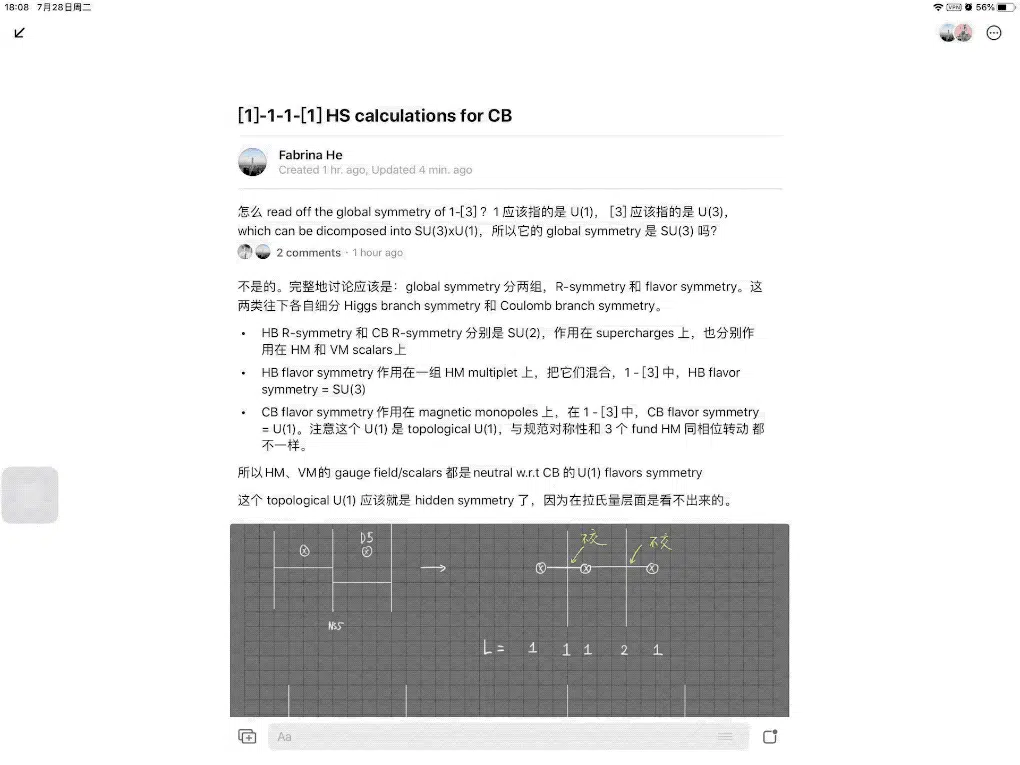 18:08 7月28日周二
VPN 56%
[1]-1-1-[1] HS calculations for CB
Fabrina He
Created 1 hr. ago, Updated 4 min. ago
怎么 read off the global symmetry of 1-[3]？1 应该指的是 U(1)， [3] 应该指的是 U(3)，
which can be dicomposed into SU(3)xU(1)，所以它的 global symmetry 是 SU(3) 吗?
2 comments · 1 hour ago
不是的。完整地讨论应该是：global symmetry 分两组，R-symmetry 和 flavor symmetry。这
两类往下各自细分 Higgs branch symmetry 和 Coulomb branch symmetry。
• HB R-symmetry 和 CB R-symmetry 分别是 SU(2)，作用在 supercharges 上，也分别作
用在 HM 和 VM scalars 上
• HB flavor symmetry 作用在一组 HM multiplet 上，把它们混合，1 - [3] 中，HB flavor
symmetry = SU(3)
• CB flavor symmetry 作用在 magnetic monopoles 上，在 1 - [3] 中，CB flavor symmetry
= U(1)。注意这个 U(1) 是 topological U(1)，与规范对称性和 3 个 fund HM 同相位转动 都
不一样。
所以 HM、VM的 gauge field/scalars 都是 neutral w.r.t CB 的 U(1) flavors symmetry
这个 topological U(1) 应该就是 hidden symmetry 了，因为在拉氏量层面是看不出来的。
D5 不交 不交
NS5
L = 1 1 1 2 1
Aa